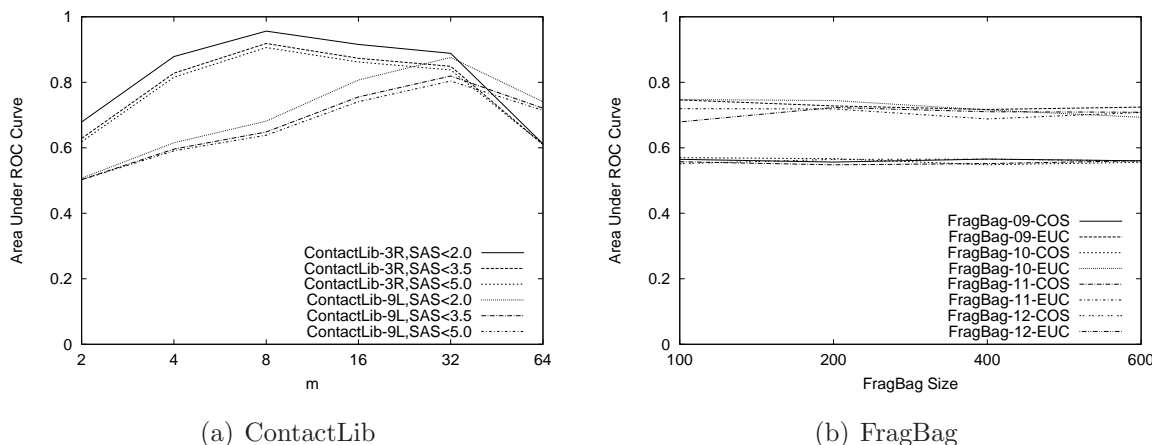 Area Under ROC Curve
1
0.8
0.6
0.4
0.2
0
ContactLib-3R,SAS<2.0
ContactLib-3R,SAS<3.5
ContactLib-3R,SAS<5.0
ContactLib-9L,SAS<2.0
ContactLib-9L,SAS<3.5
ContactLib-9L,SAS<5.0
2 4 8 16 32 64
m
(a) ContactLib
Area Under ROC Curve
1
0.8
0.6
0.4
0.2
0
FragBag-09-COS
FragBag-09-EUC
FragBag-10-COS
FragBag-10-EUC
FragBag-11-COS
FragBag-11-EUC
FragBag-12-COS
FragBag-12-EUC
100 200 400 600
FragBag Size
(b) FragBag